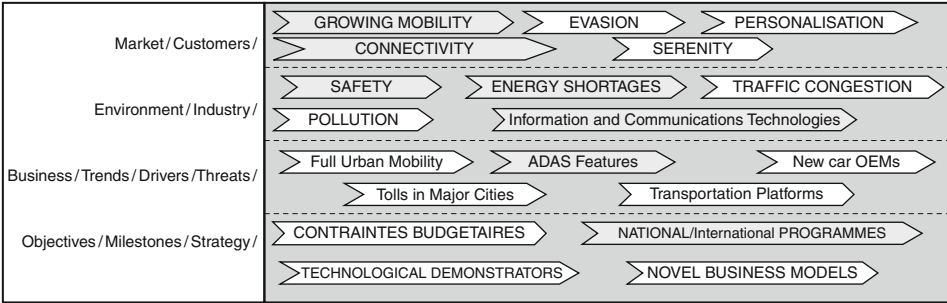 GROWING MOBILITY EVASION PERSONALISATION
Market/Customers/
CONNECTIVITY SERENITY
SAFETY ENERGY SHORTAGES TRAFFIC CONGESTION
Environment/Industry/
POLLUTION Information and Communications Technologies
Full Urban Mobility ADAS Features New car OEMs
Business/Trends/Drivers/Threats/
Tolls in Major Cities Transportation Platforms
CONTRAINTES BUDGETAIRES NATIONAL/International PROGRAMMES
Objectives/Milestones/Strategy/
TECHNOLOGICAL DEMONSTRATORS NOVEL BUSINESS MODELS